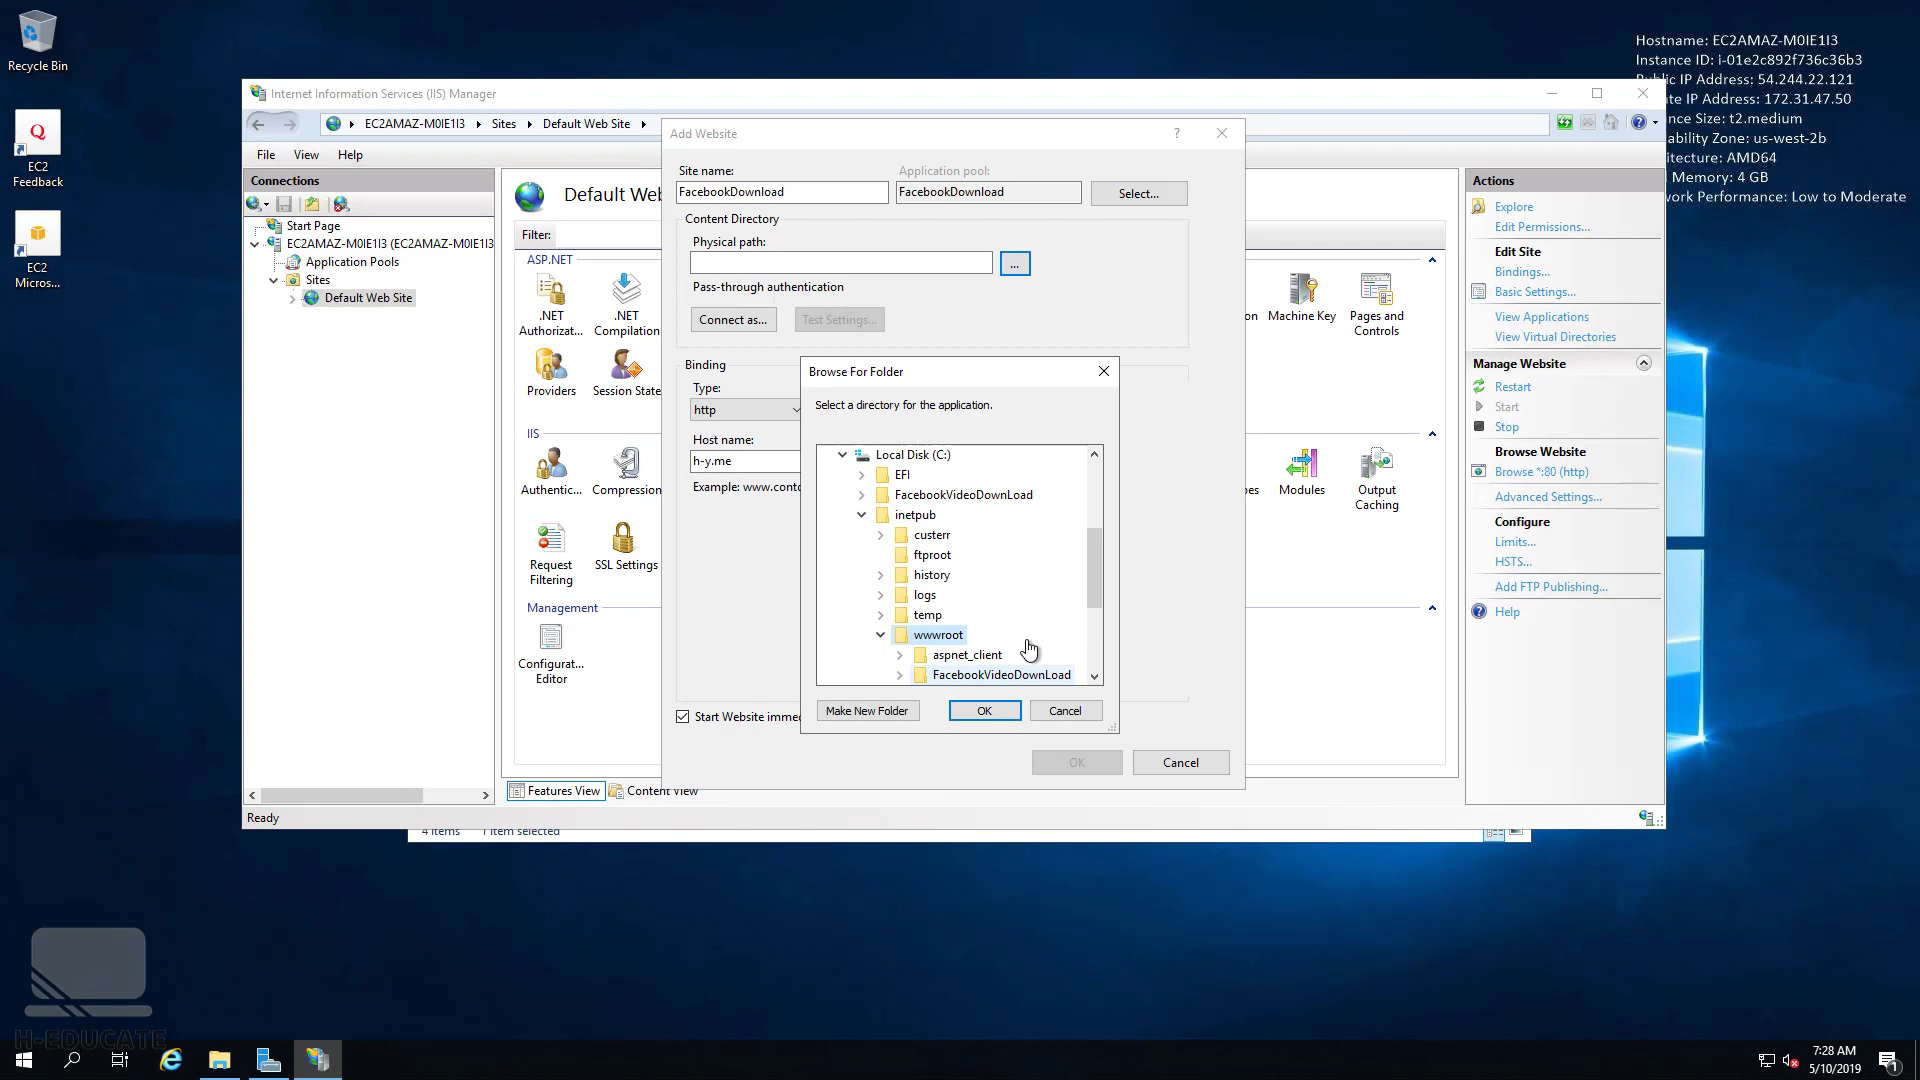 Recycle Bin
EC2
Feedback
EC2
Micros...
Hostname: EC2AMAZ-M0IE1I3
Instance ID: i-01e2c892f736c36b3
Public IP Address: 54.244.22.121
te IP Address: 172.31.47.50
ance Size: t2.medium
ability Zone: us-west-2b
itecture: AMD64
Memory: 4 GB
work Performance: Low to Moderate
Internet Information Services (IIS) Manager
EC2AMAZ-M0IE1I3
Sites
Default Web Site
File
View
Help
Connections
Start Page
EC2AMAZ-M0IE1I3 (EC2AMAZ-M0IE1I3
Application Pools
Sites
Default Web Site
Default Wel
Filter:
ASP.NET
.NET
Authorizat...
.NET
Compilation
Providers
Session State
on
Machine Key
Pages and
Controls
IIS
Authentic...
Compression
es
Modules
Output
Caching
Request
Filtering
SSL Settings
Management
Configurat...
Editor
Features View
Content View
Ready
4 items
1 item selected
Add Website
?
Site name:
Application pool:
FacebookDownload
FacebookDownload
Select...
Content Directory
Physical path:
...
Pass-through authentication
Connect as...
Test Settings...
Binding
Type:
http
Host name:
h-y.me
Example: www.conto
Start Website immed
OK
Cancel
Browse For Folder
Select a directory for the application.
Local Disk (C:)
EFI
FacebookVideoDownLoad
inetpub
custerr
ftproot
history
logs
temp
wwwroot
aspnet_client
FacebookVideoDownLoad
Make New Folder
OK
Cancel
Actions
Explore
Edit Permissions...
Edit Site
Bindings...
Basic Settings...
View Applications
View Virtual Directories
Manage Website
Restart
Start
Stop
Browse Website
Browse *:80 (http)
Advanced Settings...
Configure
Limits...
HSTS...
Add FTP Publishing...
Help
H-EDUCATE
7:28 AM
5/10/2019
1